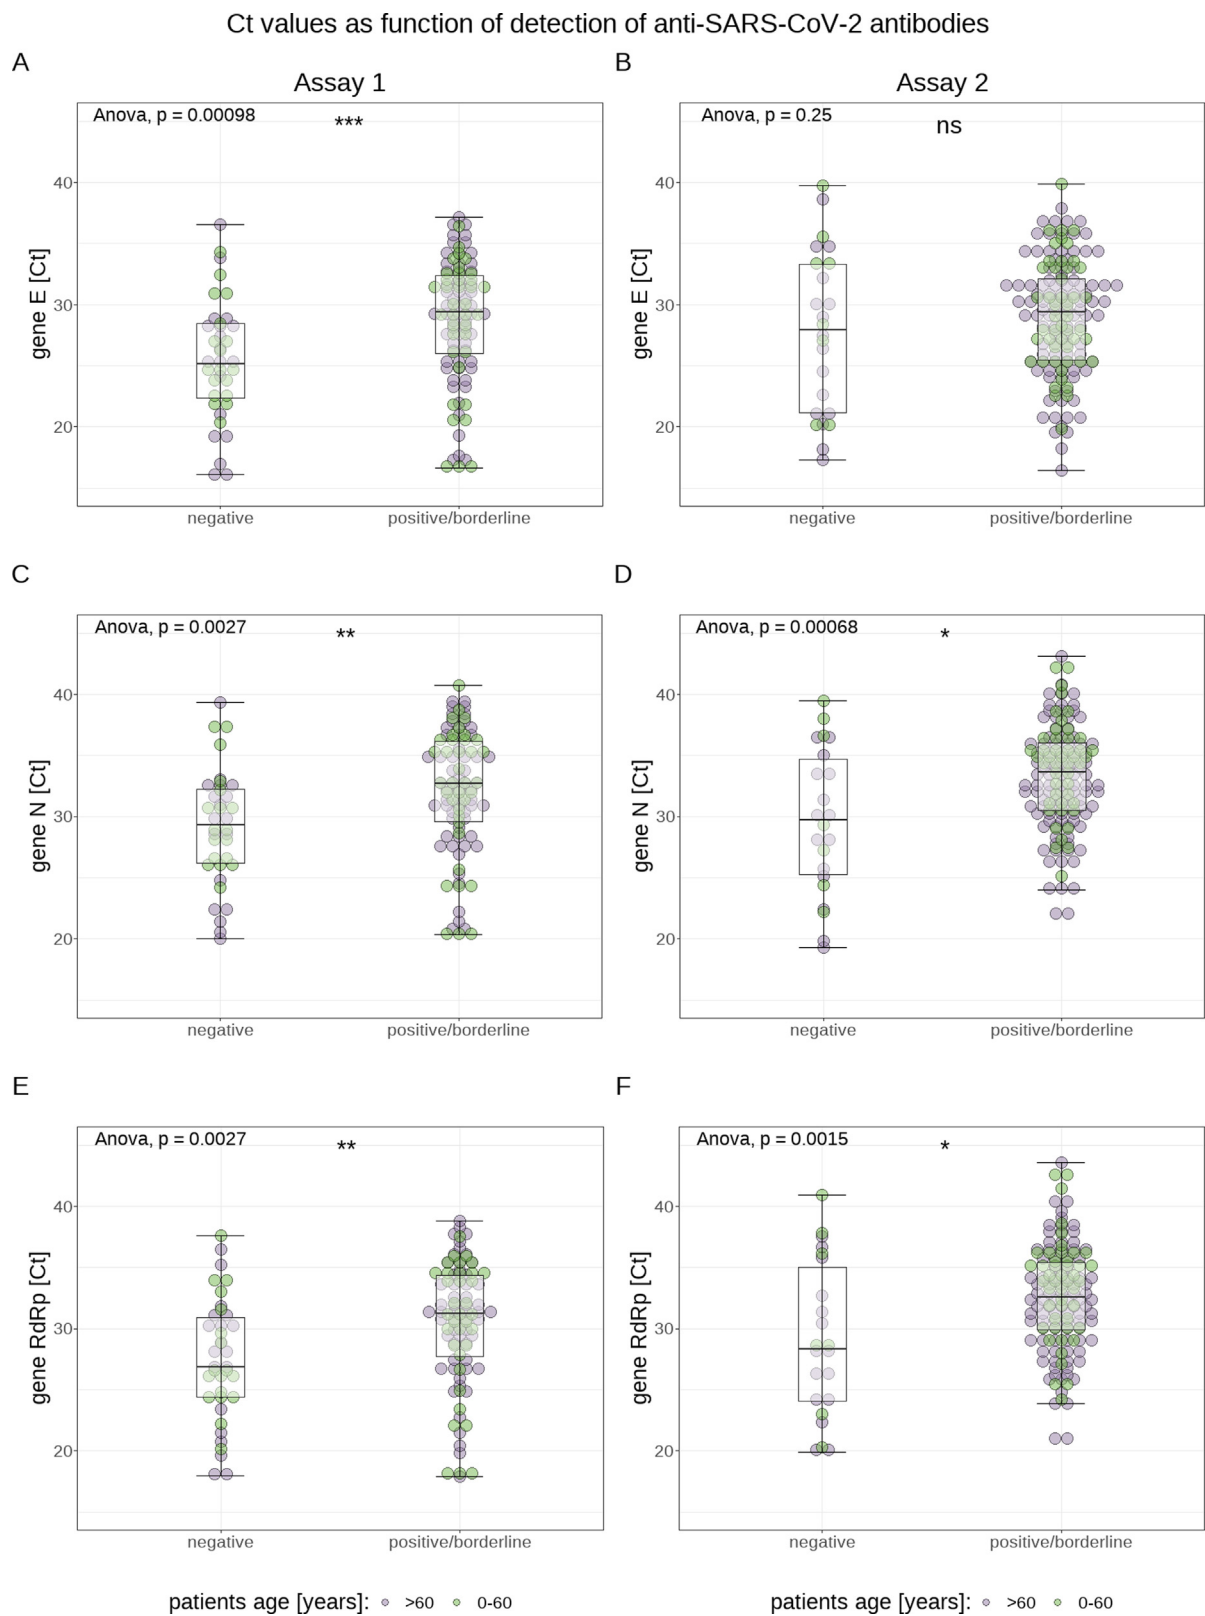 Ct values as function of detection of anti-SARS-CoV-2 antibodies
A
Assay 1
Anova, p = 0.00098
***
gene E [Ct]
40
30
20
negative
positive/borderline
B
Assay 2
Anova, p = 0.25
ns
gene E [Ct]
40
30
20
negative
positive/borderline
C
Anova, p = 0.0027
**
gene N [Ct]
40
30
20
negative
positive/borderline
D
Anova, p = 0.00068
*
gene N [Ct]
40
30
20
negative
positive/borderline
E
Anova, p = 0.0027
**
gene RdRp [Ct]
40
30
20
negative
positive/borderline
F
Anova, p = 0.0015
*
gene RdRp [Ct]
40
30
20
negative
positive/borderline
patients age [years]: >60 0-60
patients age [years]: >60 0-60